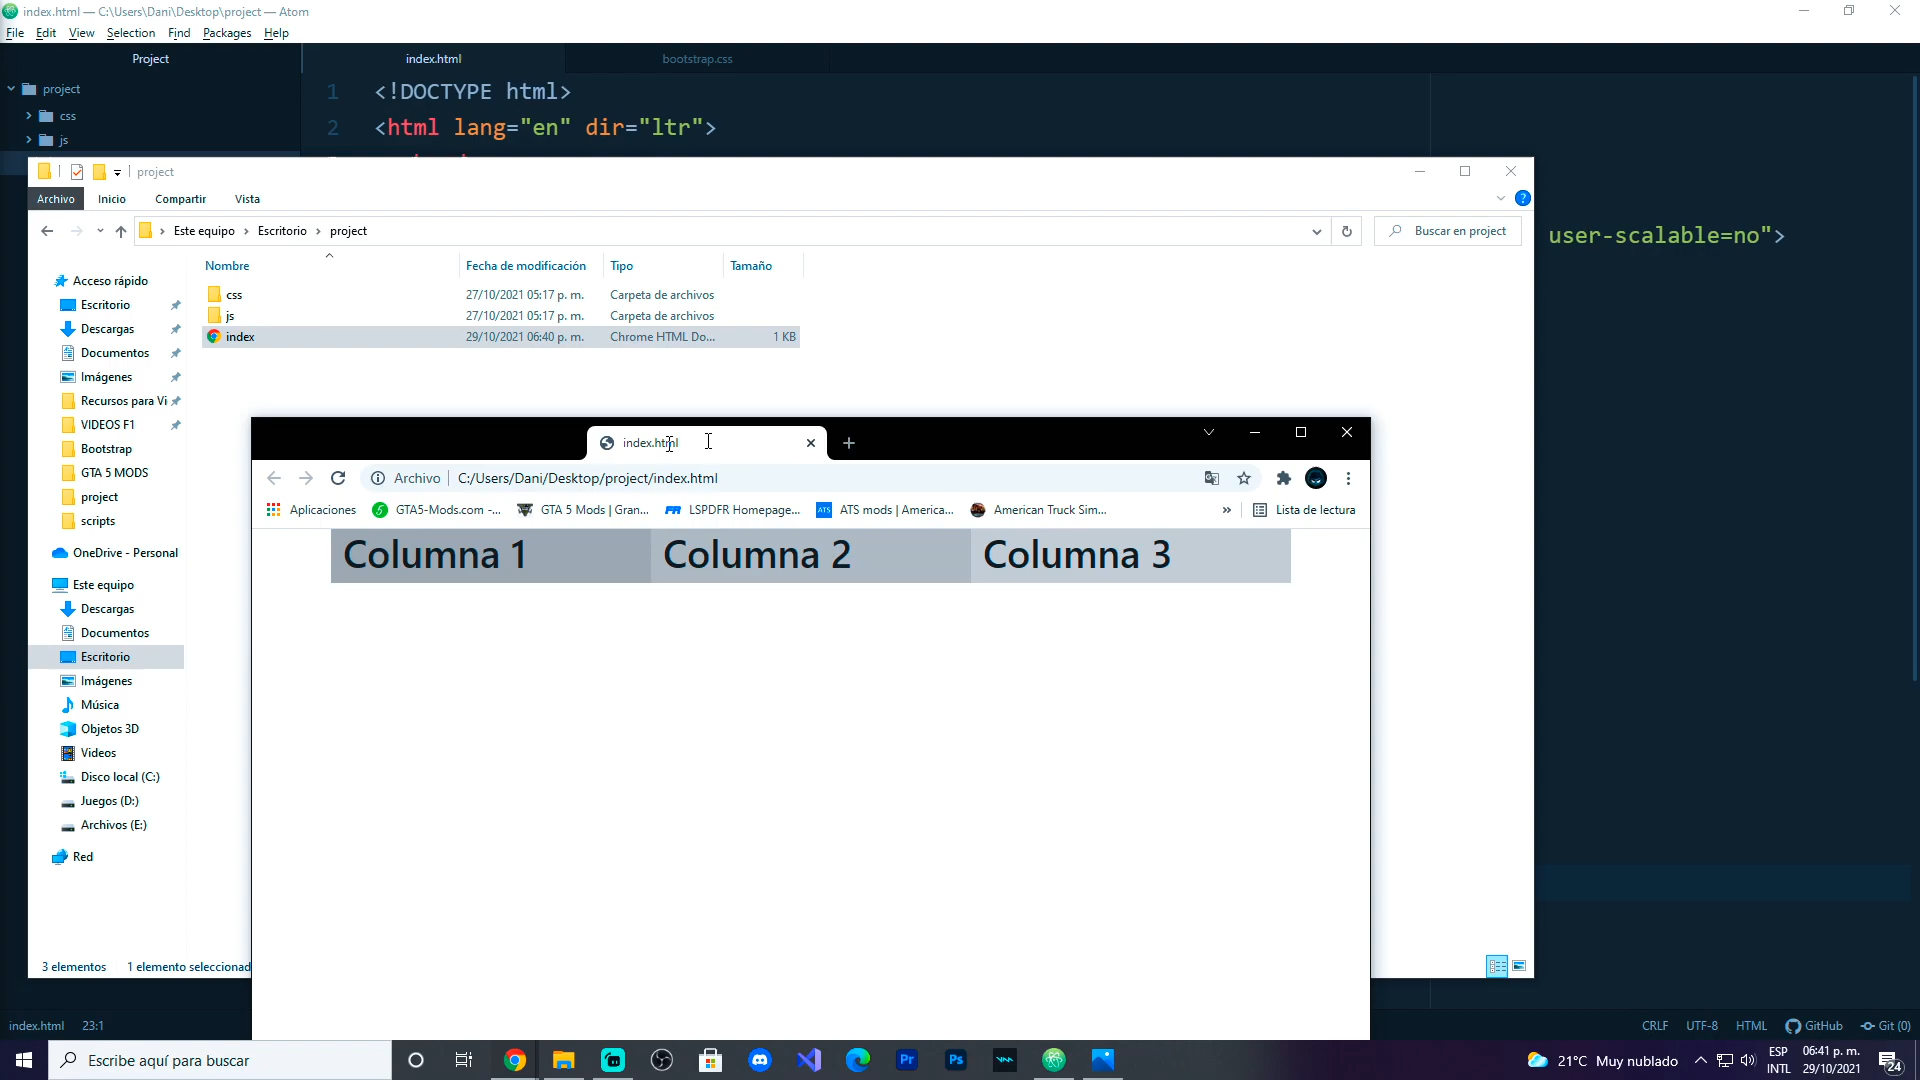 index.html — C:\Users\Dani\Desktop\project — Atom
File Edit View Selection Find Packages Help
Project
index.html
bootstrap.css
project
css
js
1 <!DOCTYPE html>
2 <html lang="en" dir="ltr">
user-scalable=no">
project
Archivo Inicio Compartir Vista
Este equipo Escritorio project
Buscar en project
Nombre Fecha de modificación Tipo Tamaño
css 27/10/2021 05:17 p. m. Carpeta de archivos
js 27/10/2021 05:17 p. m. Carpeta de archivos
index 29/10/2021 06:40 p. m. Chrome HTML Do... 1 KB
Acceso rápido
Escritorio
Descargas
Documentos
Imágenes
Recursos para Vi
VIDEOS F1
Bootstrap
GTA 5 MODS
project
scripts
OneDrive - Personal
Este equipo
Descargas
Documentos
Escritorio
Imágenes
Música
Objetos 3D
Videos
Disco local (C:)
Juegos (D:)
Archivos (E:)
Red
3 elementos 1 elemento seleccionad
index.html
Archivo C:/Users/Dani/Desktop/project/index.html
Aplicaciones GTA5-Mods.com -... GTA 5 Mods | Gran... LSPDFR Homepage... ATS ATS mods | America... American Truck Sim... » Lista de lectura
Columna 1 Columna 2 Columna 3
index.html 23:1
CRLF UTF-8 HTML GitHub Git (0)
Escribe aquí para buscar
Pr Ps
21°C Muy nublado
ESP
INTL
06:41 p. m.
29/10/2021
24